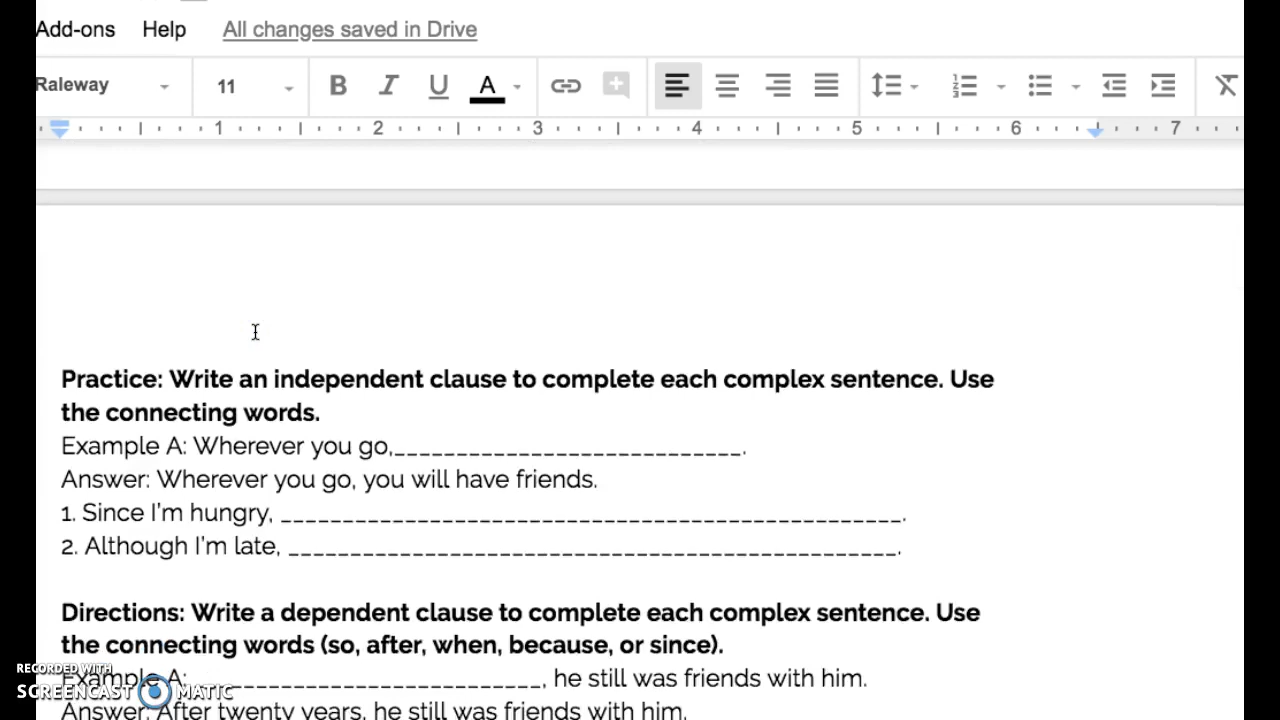 Add-ons Help All changes saved in Drive
Raleway 11 B I U A
1 2 3 4 5 6 7
Practice: Write an independent clause to complete each complex sentence. Use
the connecting words.
Example A: Wherever you go,____________________________.
Answer: Wherever you go, you will have friends.
1. Since I'm hungry, __________________________________________________.
2. Although I'm late, _________________________________________________.
Directions: Write a dependent clause to complete each complex sentence. Use
the connecting words (so, after, when, because, or since).
RECORDED WITH
Example A: __________________________, he still was friends with him.
SCREENCAST MATIC
Answer: After twenty years, he still was friends with him.